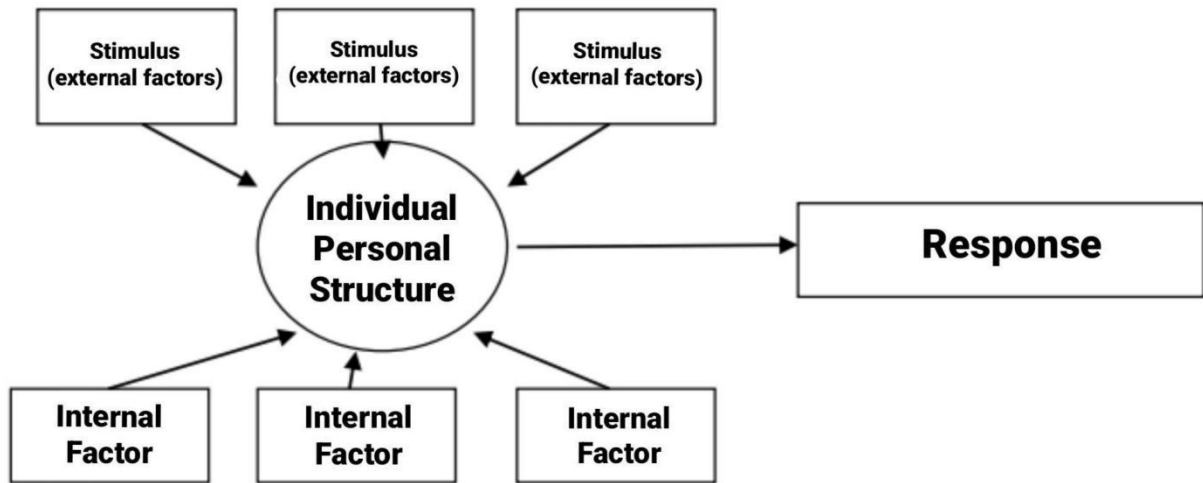 Stimulus
(external factors)
Stimulus
(external factors)
Stimulus
(external factors)
Individual
Personal
Structure
Response
Internal
Factor
Internal
Factor
Internal
Factor